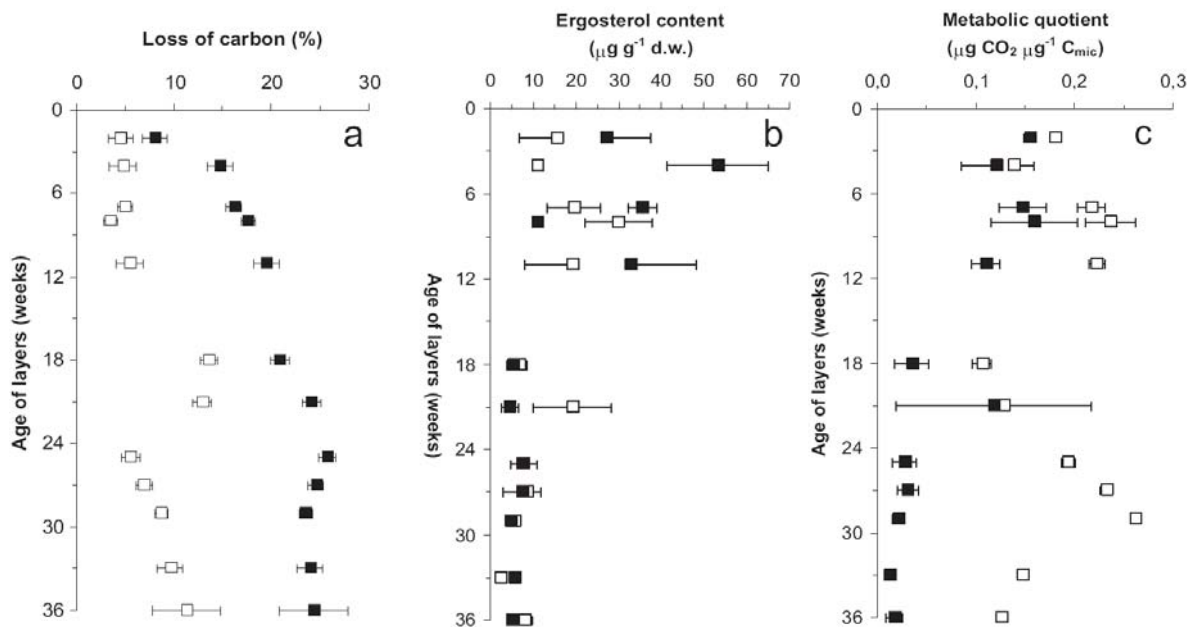 Loss of carbon (%)
0 10 20 30
0
6
12
18
24
30
36
Age of layers (weeks)
a
Ergosterol content
(µg g⁻¹ d.w.)
0 10 20 30 40 50 60 70
0
6
12
18
24
30
36
Age of layers (weeks)
b
Metabolic quotient
(µg CO₂ µg⁻¹ Cmic)
0,0 0,1 0,2 0,3
0
6
12
18
24
30
36
Age of layers (weeks)
c